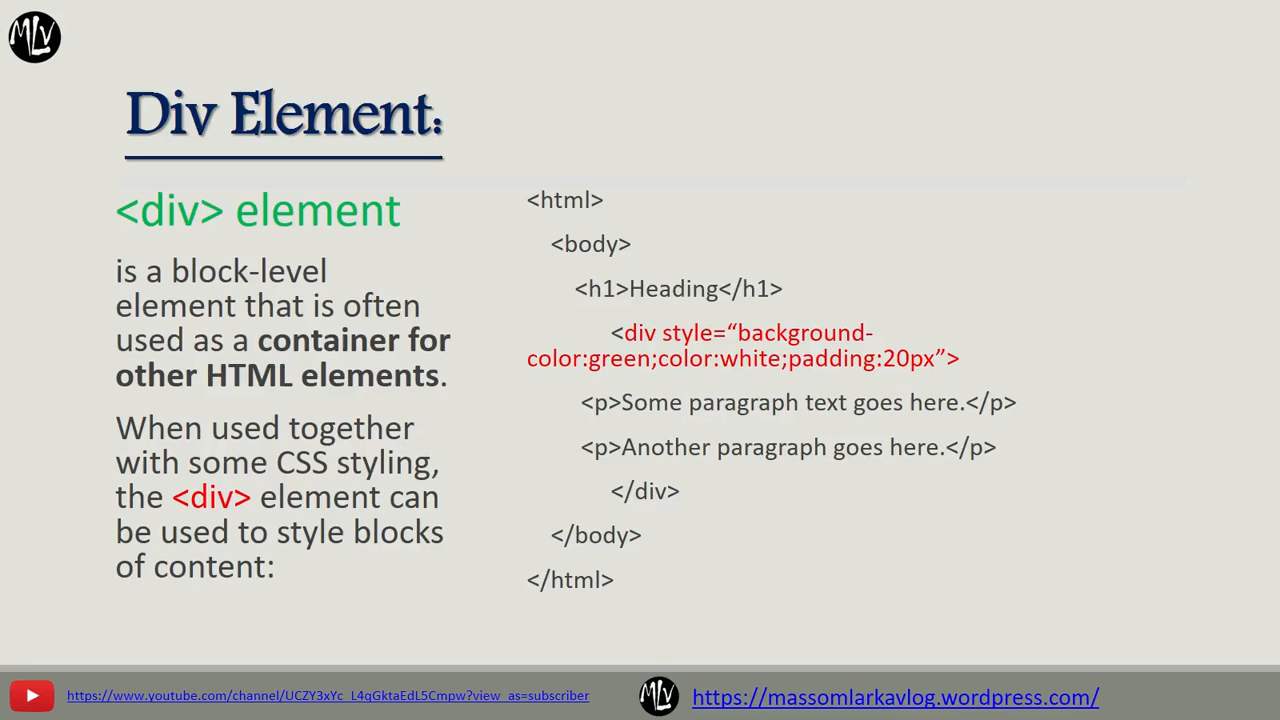 MLV
Div Element:
<div> element
is a block-level
element that is often
used as a container for
other HTML elements.
When used together
with some CSS styling,
the <div> element can
be used to style blocks
of content:
<html>
<body>
<h1>Heading</h1>
<div style=“background-
color:green;color:white;padding:20px”>
<p>Some paragraph text goes here.</p>
<p>Another paragraph goes here.</p>
</div>
</body>
</html>
https://www.youtube.com/channel/UCZY3xYc_L4qGktaEdL5Cmpw?view_as=subscriber
MLV
https://massomlarkavlog.wordpress.com/